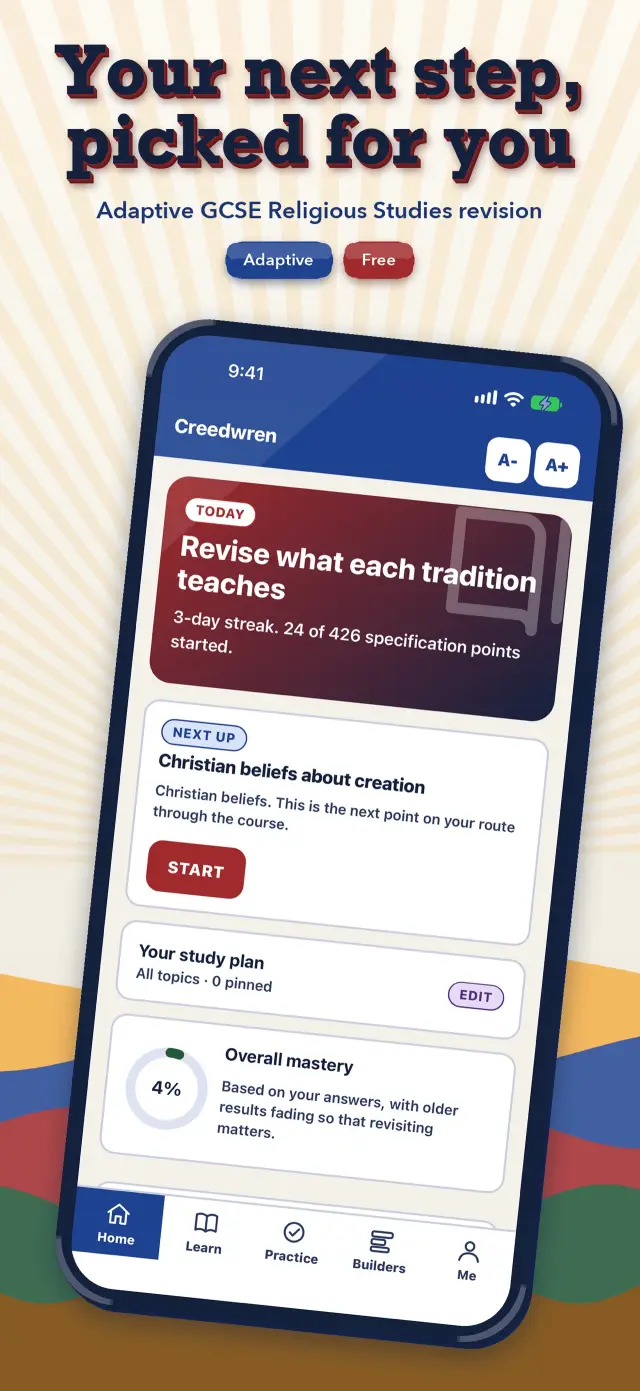 Your next step,
picked for you
Adaptive GCSE Religious Studies revision
Adaptive
Free
9:41
Creedwren
A-
A+
TODAY
Revise what each tradition
teaches
3-day streak. 24 of 426 specification points
started.
NEXT UP
Christian beliefs about creation
Christian beliefs. This is the next point on your route
through the course.
START
Your study plan
All topics · 0 pinned
EDIT
4%
Overall mastery
Based on your answers, with older
results fading so that revisiting
matters.
Home
Learn
Practice
Builders
Me